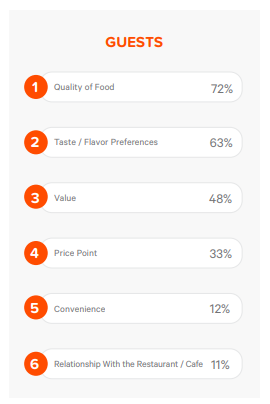 GUESTS
1 Quality of Food 72%
2 Taste / Flavor Preferences 63%
3 Value 48%
4 Price Point 33%
5 Convenience 12%
6 Relationship With the Restaurant / Cafe 11%